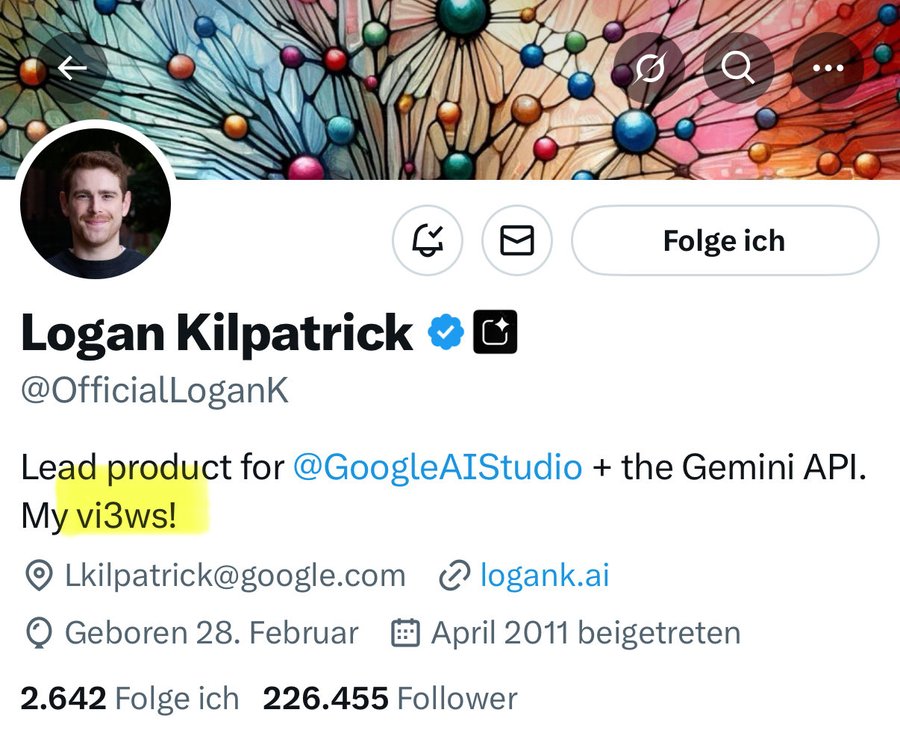 Folge ich
Logan Kilpatrick
@OfficialLoganK
Lead product for @GoogleAIStudio + the Gemini API.
My vi3ws!
Lkilpatrick@google.com logank.ai
Geboren 28. Februar April 2011 beigetreten
2.642 Folge ich 226.455 Follower